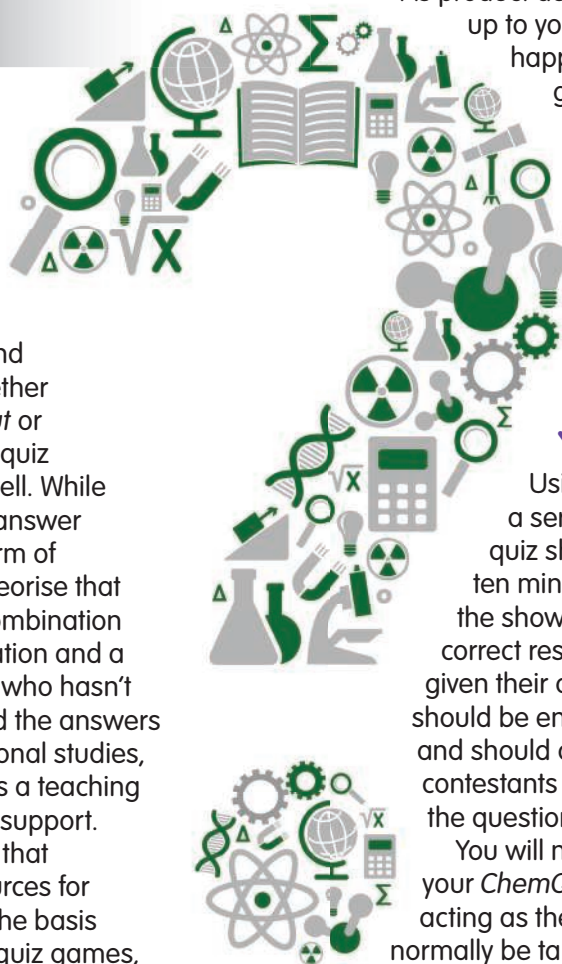 nd
ether
ut or
quiz
ell. While
answer
rm of
eorise that
ombination
ation and a
who hasn't
d the answers
onal studies,
s a teaching
support.
that
urces for
he basis
quiz games,
As product
up to yo
happ
g
Usi
a ser
quiz sh
ten min
the show
correct res
given their c
should be en
and should c
contestants
the question
You will n
your ChemC
acting as the
normally be ta